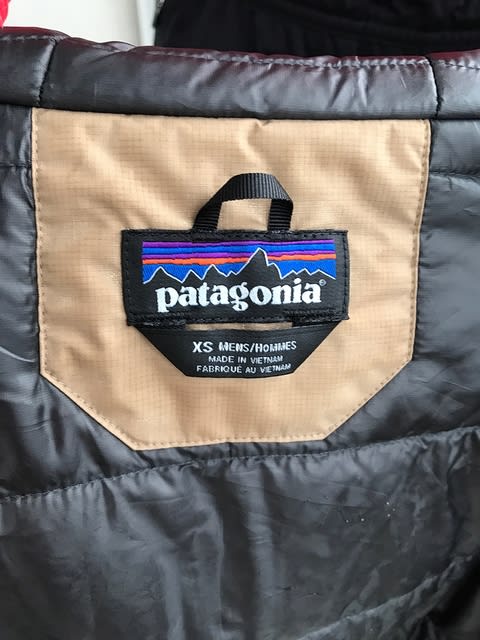 patagonia®
XS MENS/HOMMES
MADE IN VIETNAM
FABRIQUÉ AU VIETNAM